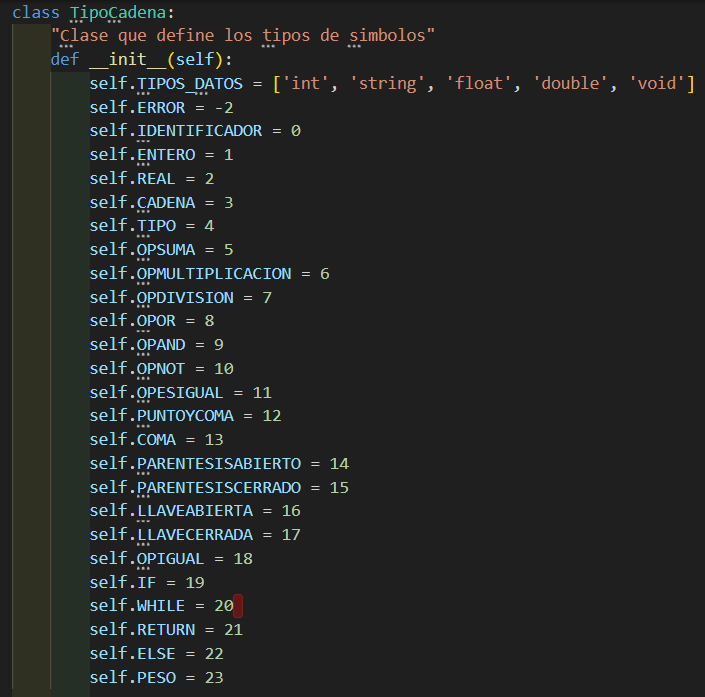 class TipoCadena:
    "Clase que define los tipos de simbolos"
    def __init__(self):
        self.TIPOS_DATOS = ['int', 'string', 'float', 'double', 'void']
        self.ERROR = -2
        self.IDENTIFICADOR = 0
        self.ENTERO = 1
        self.REAL = 2
        self.CADENA = 3
        self.TIPO = 4
        self.OPSUMA = 5
        self.OPMULTIPLICACION = 6
        self.OPDIVISION = 7
        self.OPOR = 8
        self.OPAND = 9
        self.OPNOT = 10
        self.OPESIGUAL = 11
        self.PUNTOYCOMA = 12
        self.COMA = 13
        self.PARENTESISABIERTO = 14
        self.PARENTESISCERRADO = 15
        self.LLAVEABIERTA = 16
        self.LLAVECERRADA = 17
        self.OPIGUAL = 18
        self.IF = 19
        self.WHILE = 20
        self.RETURN = 21
        self.ELSE = 22
        self.PESO = 23